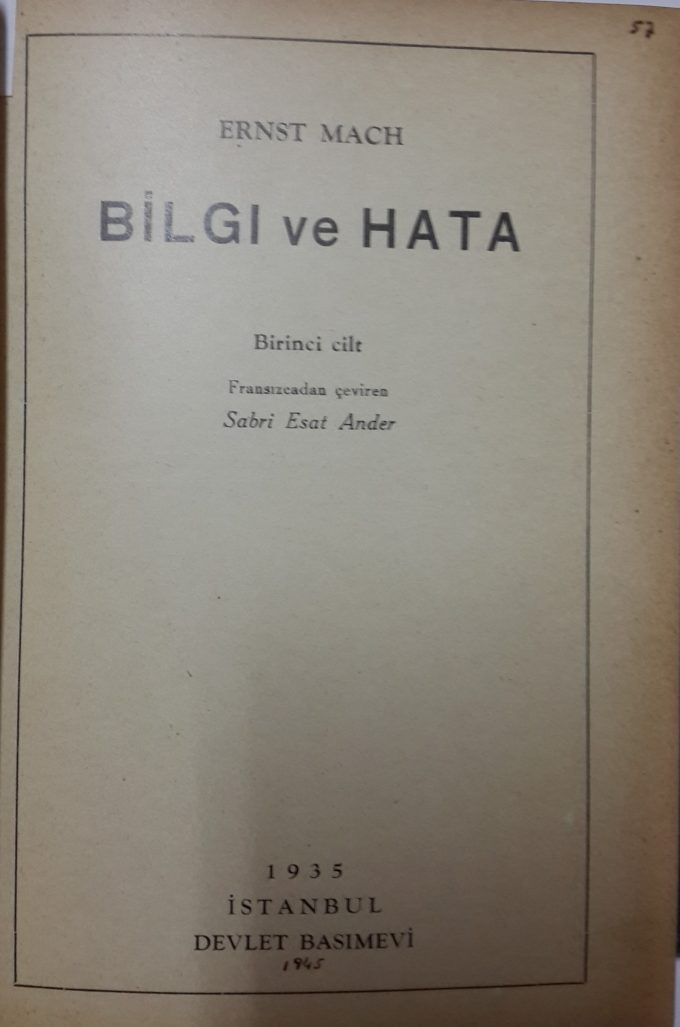 57
ERNST MACH
BİLGI ve HATA
Birinci cilt
Fransızcadan çeviren
Sabri Esat Ander
1935
İSTANBUL
DEVLET BASIMEVİ
1945